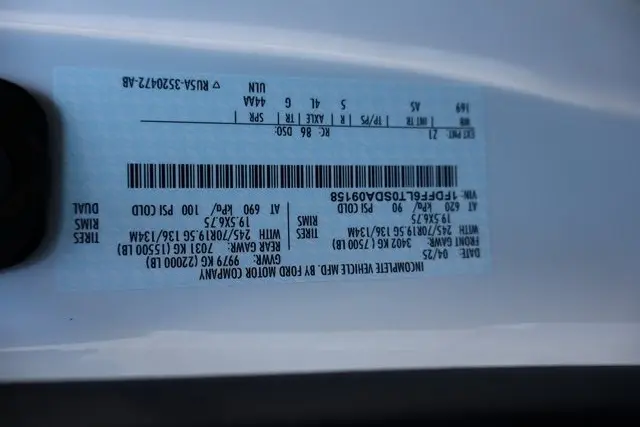 INCOMPLETE VEHICLE MFD. BY FORD MOTOR COMPANY
DATE: 04/25 GVWR: 9979 KG (22000 LB)
FRONT GAWR: 3402 KG (7500 LB) REAR GAWR: 7031 KG (15500 LB)
WITH 245/70R19.5G 136/134M TIRES WITH 245/70R19.5G 136/134M TIRES
19.5X6.75 RIMS 19.5X6.75 RIMS
AT 620 kPa/ 90 PSI COLD AT 690 kPa/ 100 PSI COLD DUAL
VIN: 1FDFF6LT0SDA09158
EXT PNT: Z1 RC: 86 DSO:
WB | INT TR | TP/PS | R | AXLE | TR | SPR
169 AS S 4L G 44AA
ULN ▽ RU5A-3520472-AB